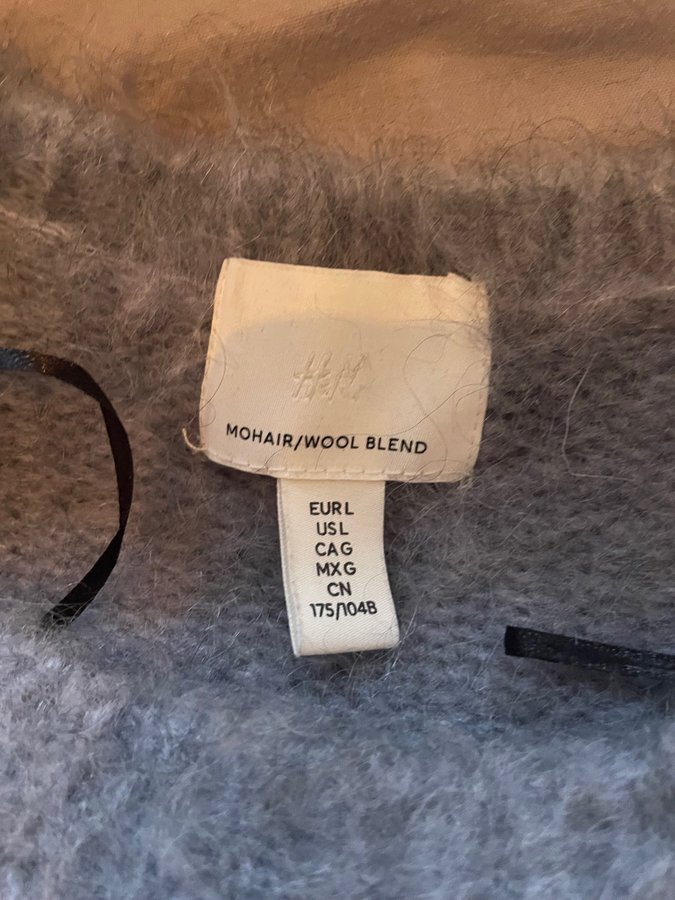 H&M
MOHAIR/WOOL BLEND
EUR L
US L
CA G
MX G
CN
175/104B